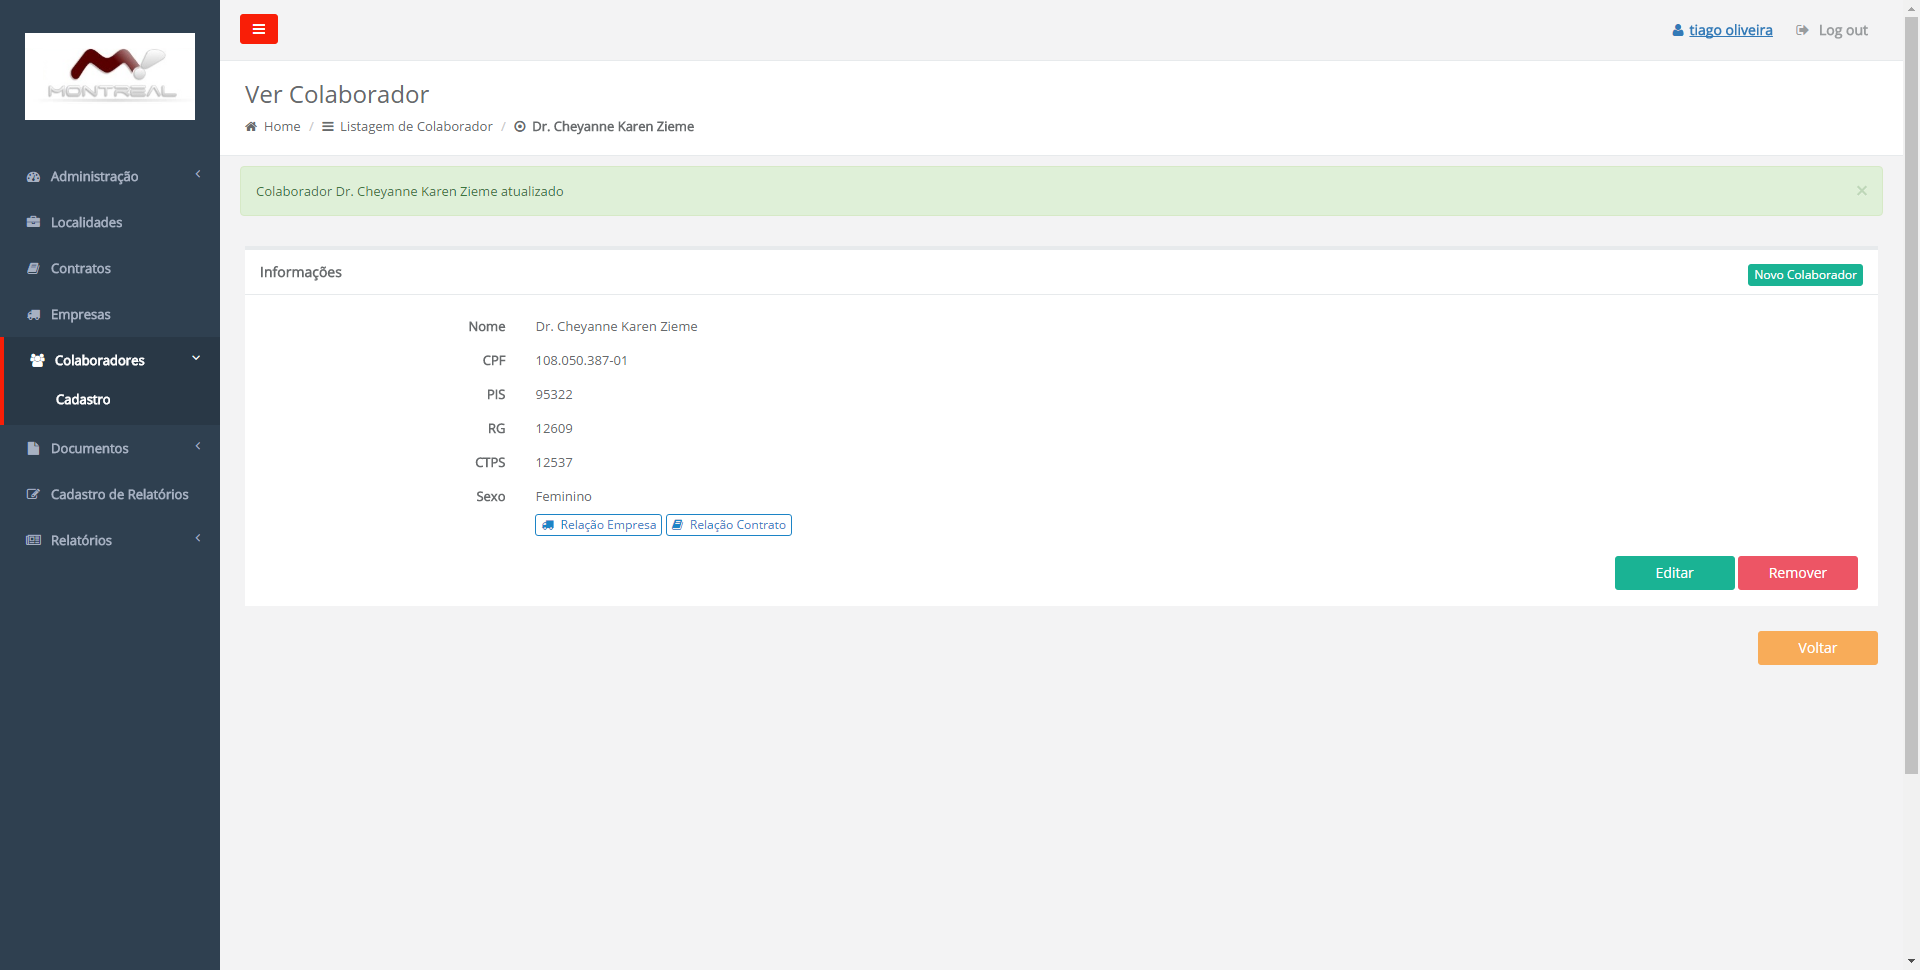 MONTREAL
tiago oliveira Log out
Ver Colaborador
Home / Listagem de Colaborador / Dr. Cheyanne Karen Zieme
Colaborador Dr. Cheyanne Karen Zieme atualizado ×
Administração
Localidades
Contratos
Empresas
Colaboradores
Cadastro
Documentos
Cadastro de Relatórios
Relatórios
Informações Novo Colaborador
Nome Dr. Cheyanne Karen Zieme
CPF 108.050.387-01
PIS 95322
RG 12609
CTPS 12537
Sexo Feminino
Relação Empresa Relação Contrato
Editar Remover
Voltar